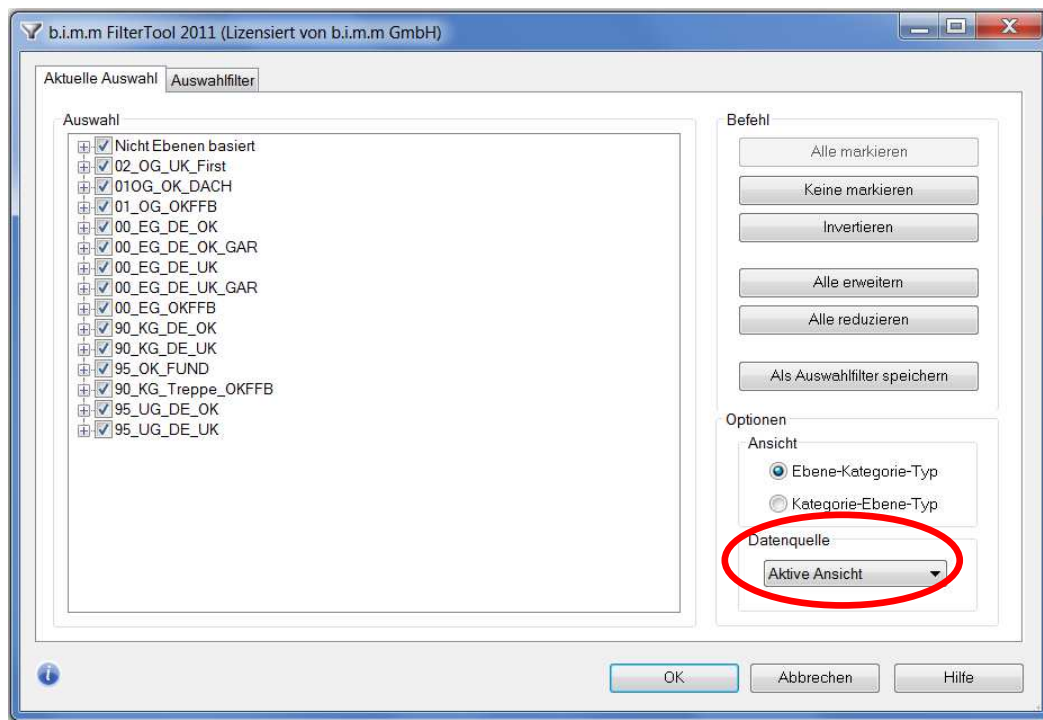 b.i.m.m FilterTool 2011 (Lizensiert von b.i.m.m GmbH)
Aktuelle Auswahl
Auswahlfilter
Auswahl
Nicht Ebenen basiert
02_OG_UK_First
01OG_OK_DACH
01_OG_OKFFB
00_EG_DE_OK
00_EG_DE_OK_GAR
00_EG_DE_UK
00_EG_DE_UK_GAR
00_EG_OKFFB
90_KG_DE_OK
90_KG_DE_UK
95_OK_FUND
90_KG_Treppe_OKFFB
95_UG_DE_OK
95_UG_DE_UK
Befehl
Alle markieren
Keine markieren
Invertieren
Alle erweitern
Alle reduzieren
Als Auswahlfilter speichern
Optionen
Ansicht
Ebene-Kategorie-Typ
Kategorie-Ebene-Typ
Datenquelle
Aktive Ansicht
OK
Abbrechen
Hilfe